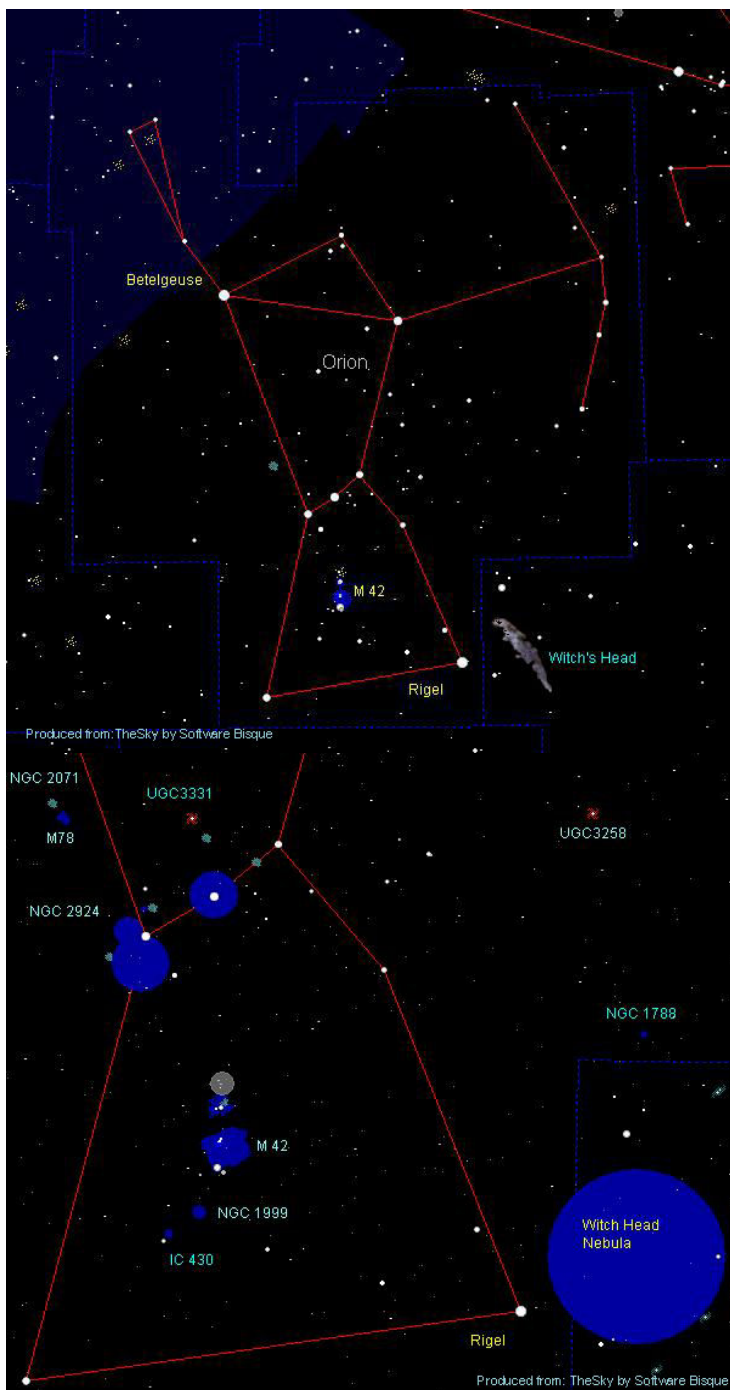 Betelgeuse
Orion
M 42
Witch's Head
Rigel
Produced from: TheSky by Software Bisque
NGC 2071
UGC3331
M78
UGC3258
NGC 2924
NGC 1788
M 42
NGC 1999
Witch Head
Nebula
IC 430
Rigel
Produced from: TheSky by Software Bisque